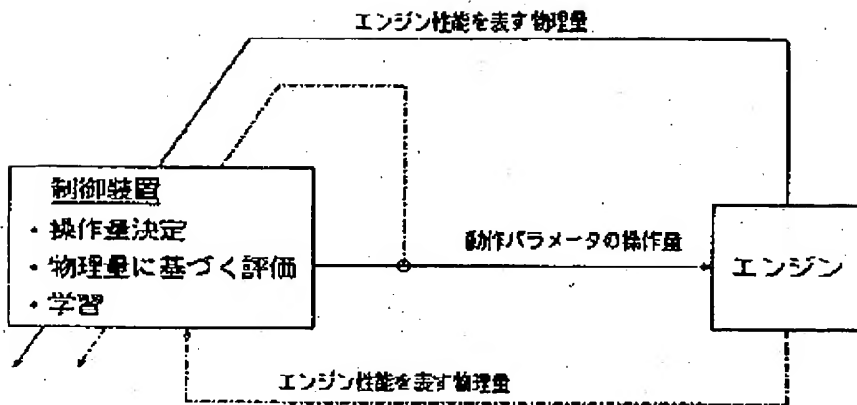 エンジン性能を表す物理量
制御装置
・操作量決定
・物理量に基づく評価
・学習
動作パラメータの操作量
エンジン
エンジン性能を表す物理量